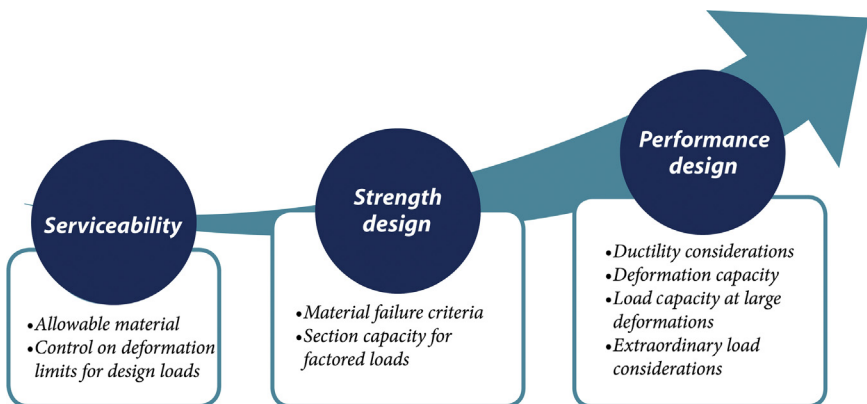 Serviceability
•Allowable material
•Control on deformation
limits for design loads
Strength
design
•Material failure criteria
•Section capacity for
factored loads
Performance
design
•Ductility considerations
•Deformation capacity
•Load capacity at large
deformations
•Extraordinary load
considerations